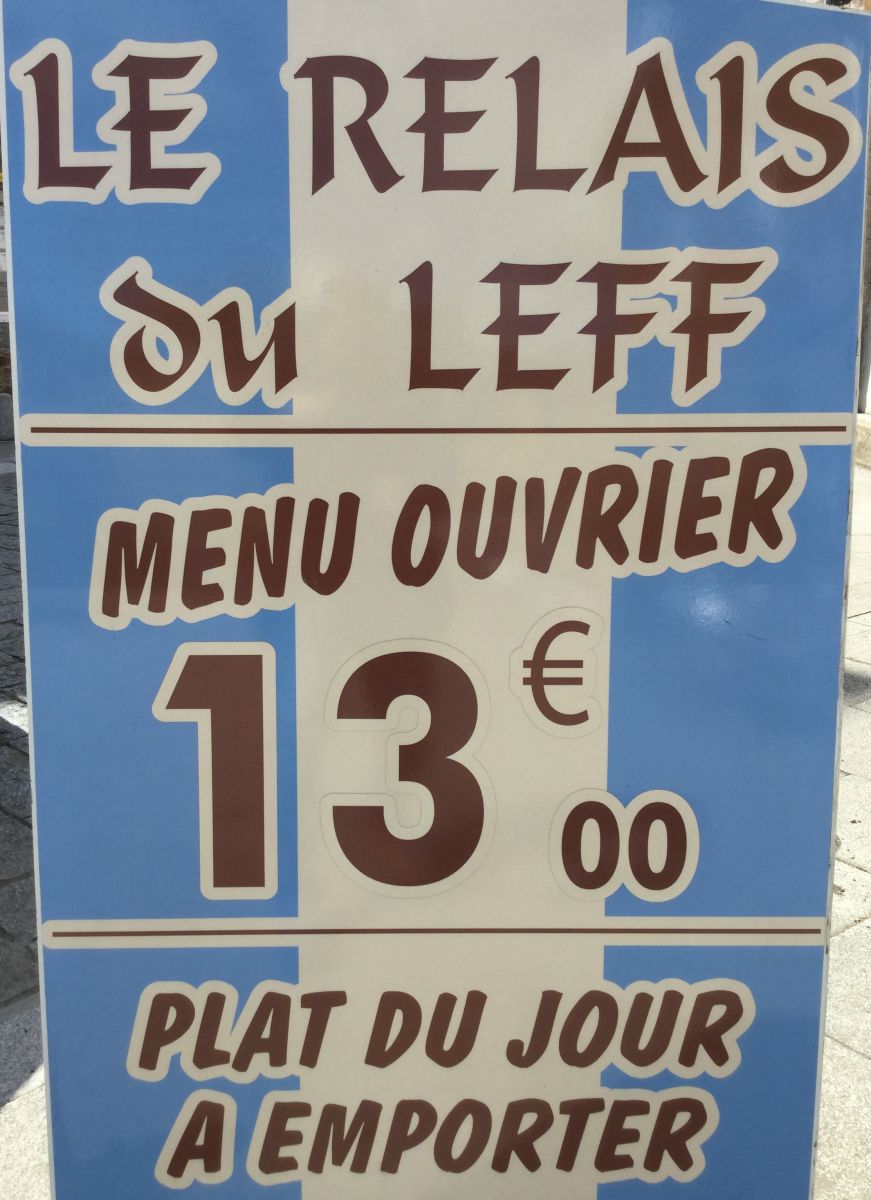 LE RELAIS
du LEFF
MENU OUVRIER
13€00
PLAT DU JOUR
A EMPORTER